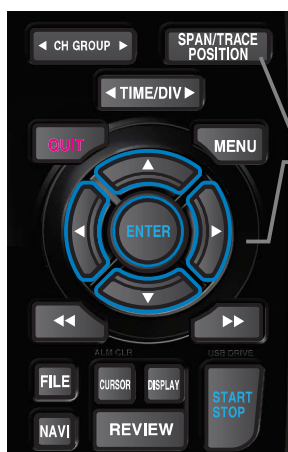 ◀ CH GROUP ▶
SPAN/TRACE
POSITION
◀TIME/DIV▶
QUIT
MENU
ENTER
ALM CLR
USB DRIVE
FILE
CURSOR
DISPLAY
START
STOP
NAVI
REVIEW